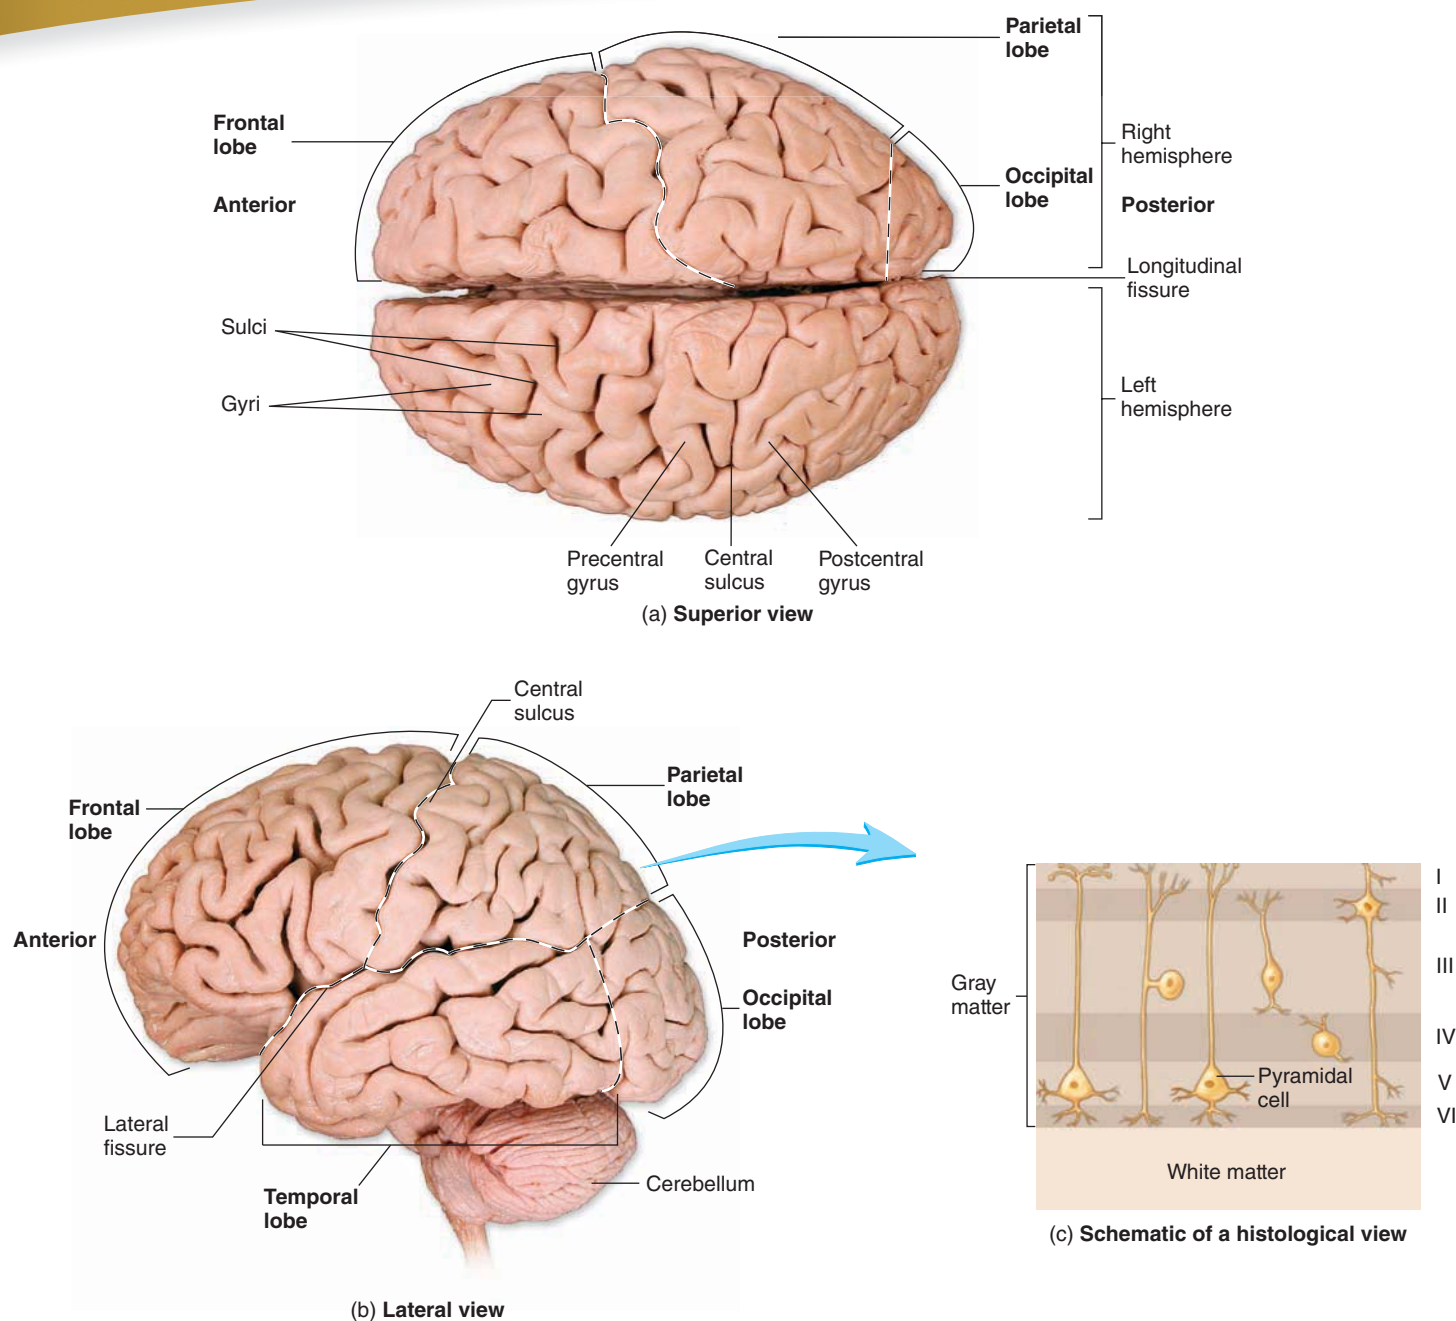 Parietal
lobe
Frontal
lobe
Right
hemisphere
Occipital
lobe
Anterior
Posterior
Longitudinal
fissure
Sulci
Gyri
Left
hemisphere
Precentral
gyrus
Central
sulcus
Postcentral
gyrus
(a) Superior view
Central
sulcus
Parietal
lobe
Frontal
lobe
Anterior
Posterior
Occipital
lobe
Lateral
fissure
Temporal
lobe
Cerebellum
(b) Lateral view
I
II
III
Gray
matter
IV
V
Pyramidal
cell
VI
White matter
(c) Schematic of a histological view